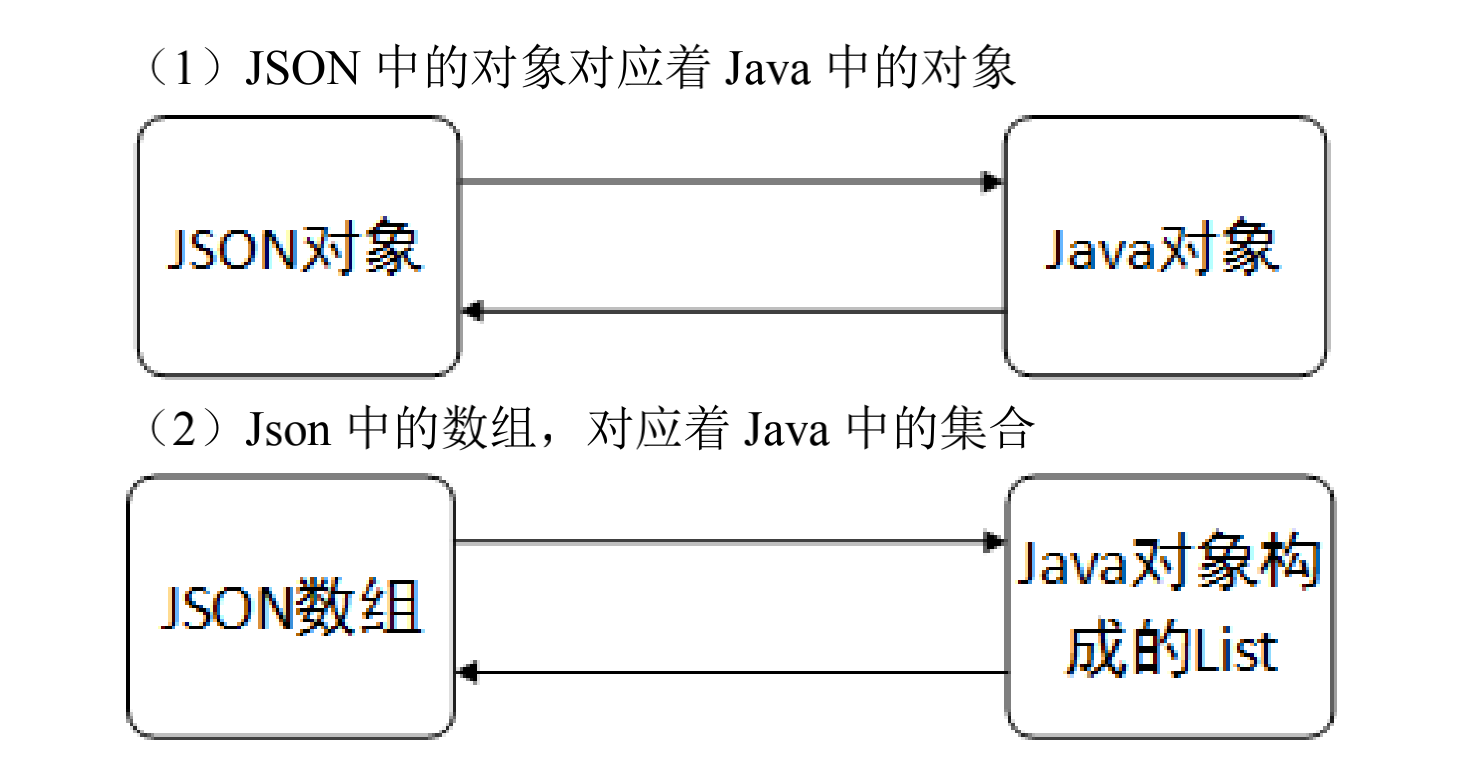 （1）JSON 中的对象对应着 Java 中的对象
JSON对象
Java对象
（2）Json 中的数组，对应着 Java 中的集合
JSON数组
Java对象构
成的List